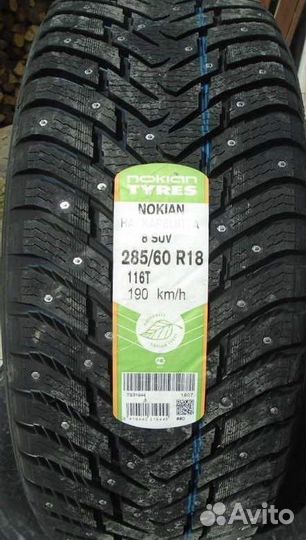 nokian
TYRES
NOKIAN
8 SUV
285/60 R18
116T
190 km/h
Avito